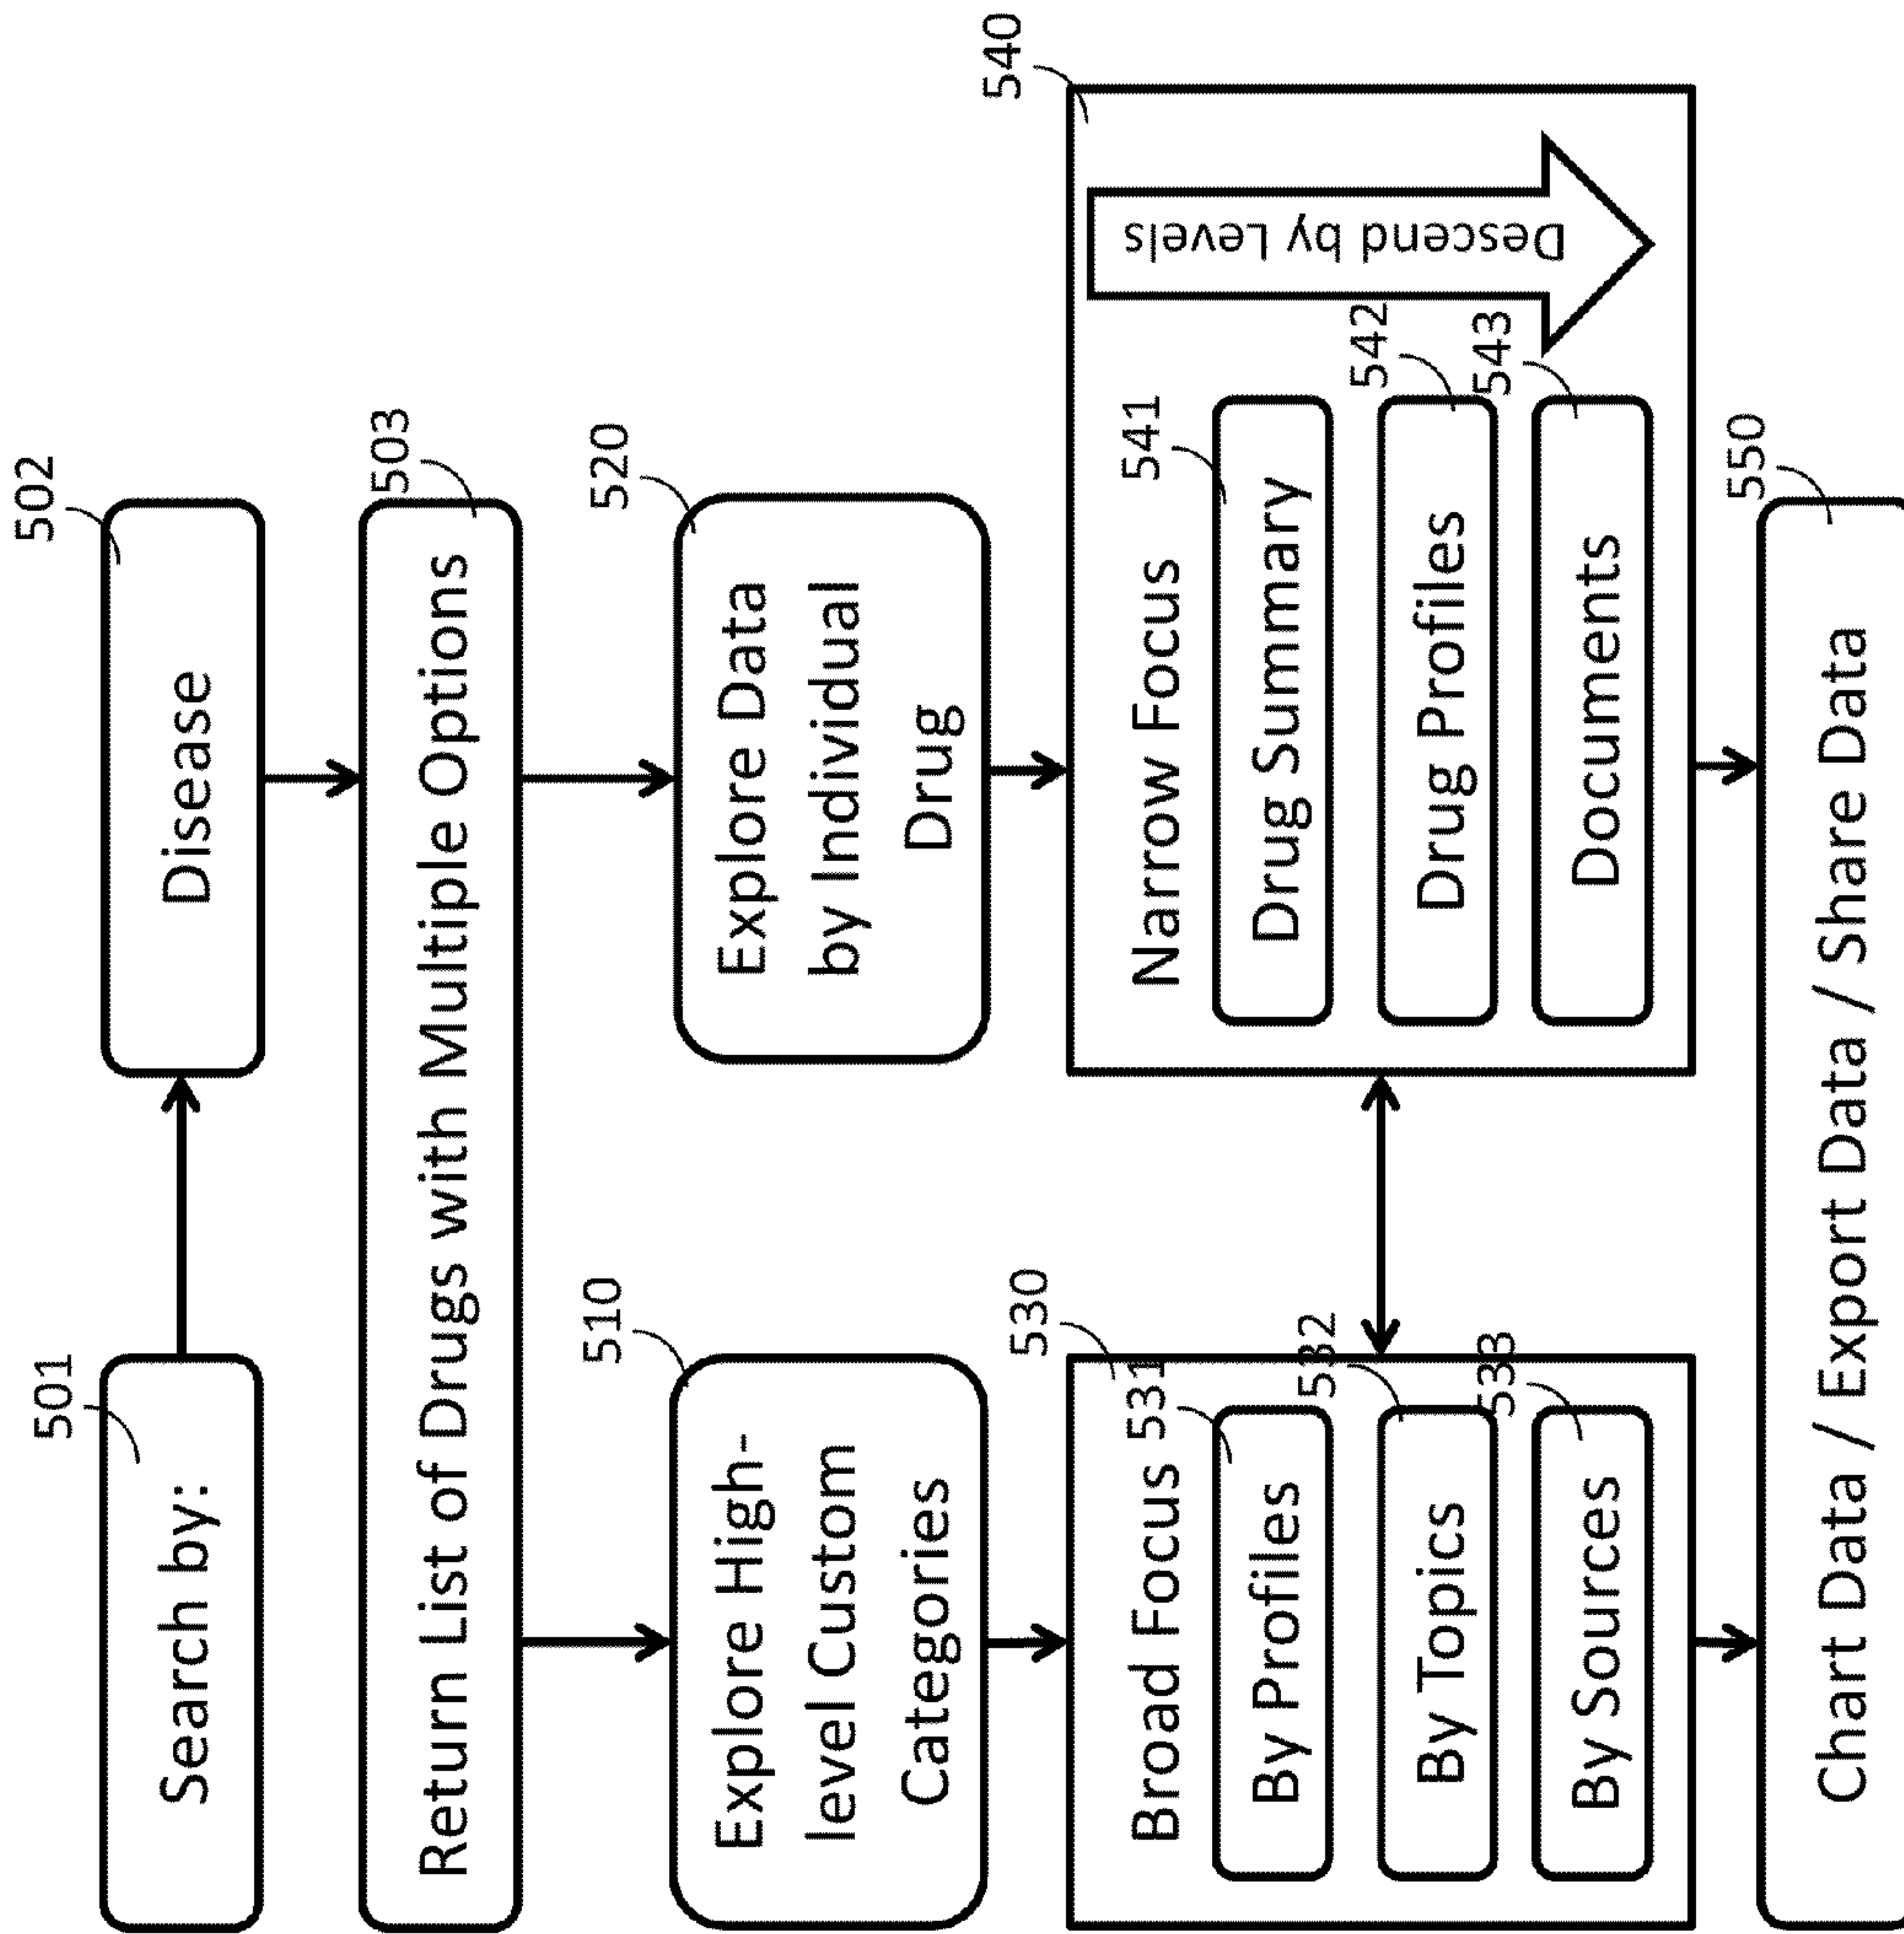 501
Search by:
502
Disease
503
Return List of Drugs with Multiple Options
510
Explore High-
level Custom
Categories
520
Explore Data
by Individual
Drug
530
Broad Focus
531
By Profiles
532
By Topics
533
By Sources
540
Narrow Focus
541
Drug Summary
542
Drug Profiles
543
Documents
Descend by Levels
550
Chart Data / Export Data / Share Data